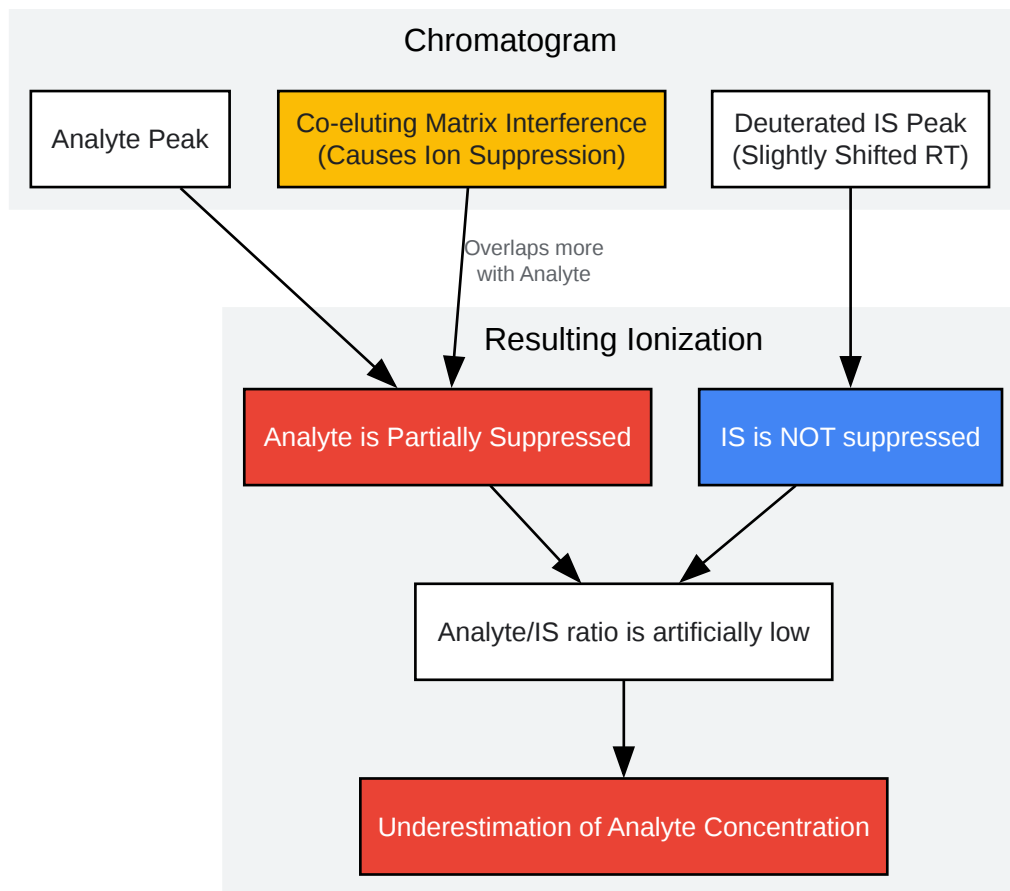 Chromatogram
Analyte Peak
Co-eluting Matrix Interference
(Causes Ion Suppression)
Deuterated IS Peak
(Slightly Shifted RT)
Overlaps more
with Analyte
Resulting Ionization
Analyte is Partially Suppressed
IS is NOT suppressed
Analyte/IS ratio is artificially low
Underestimation of Analyte Concentration